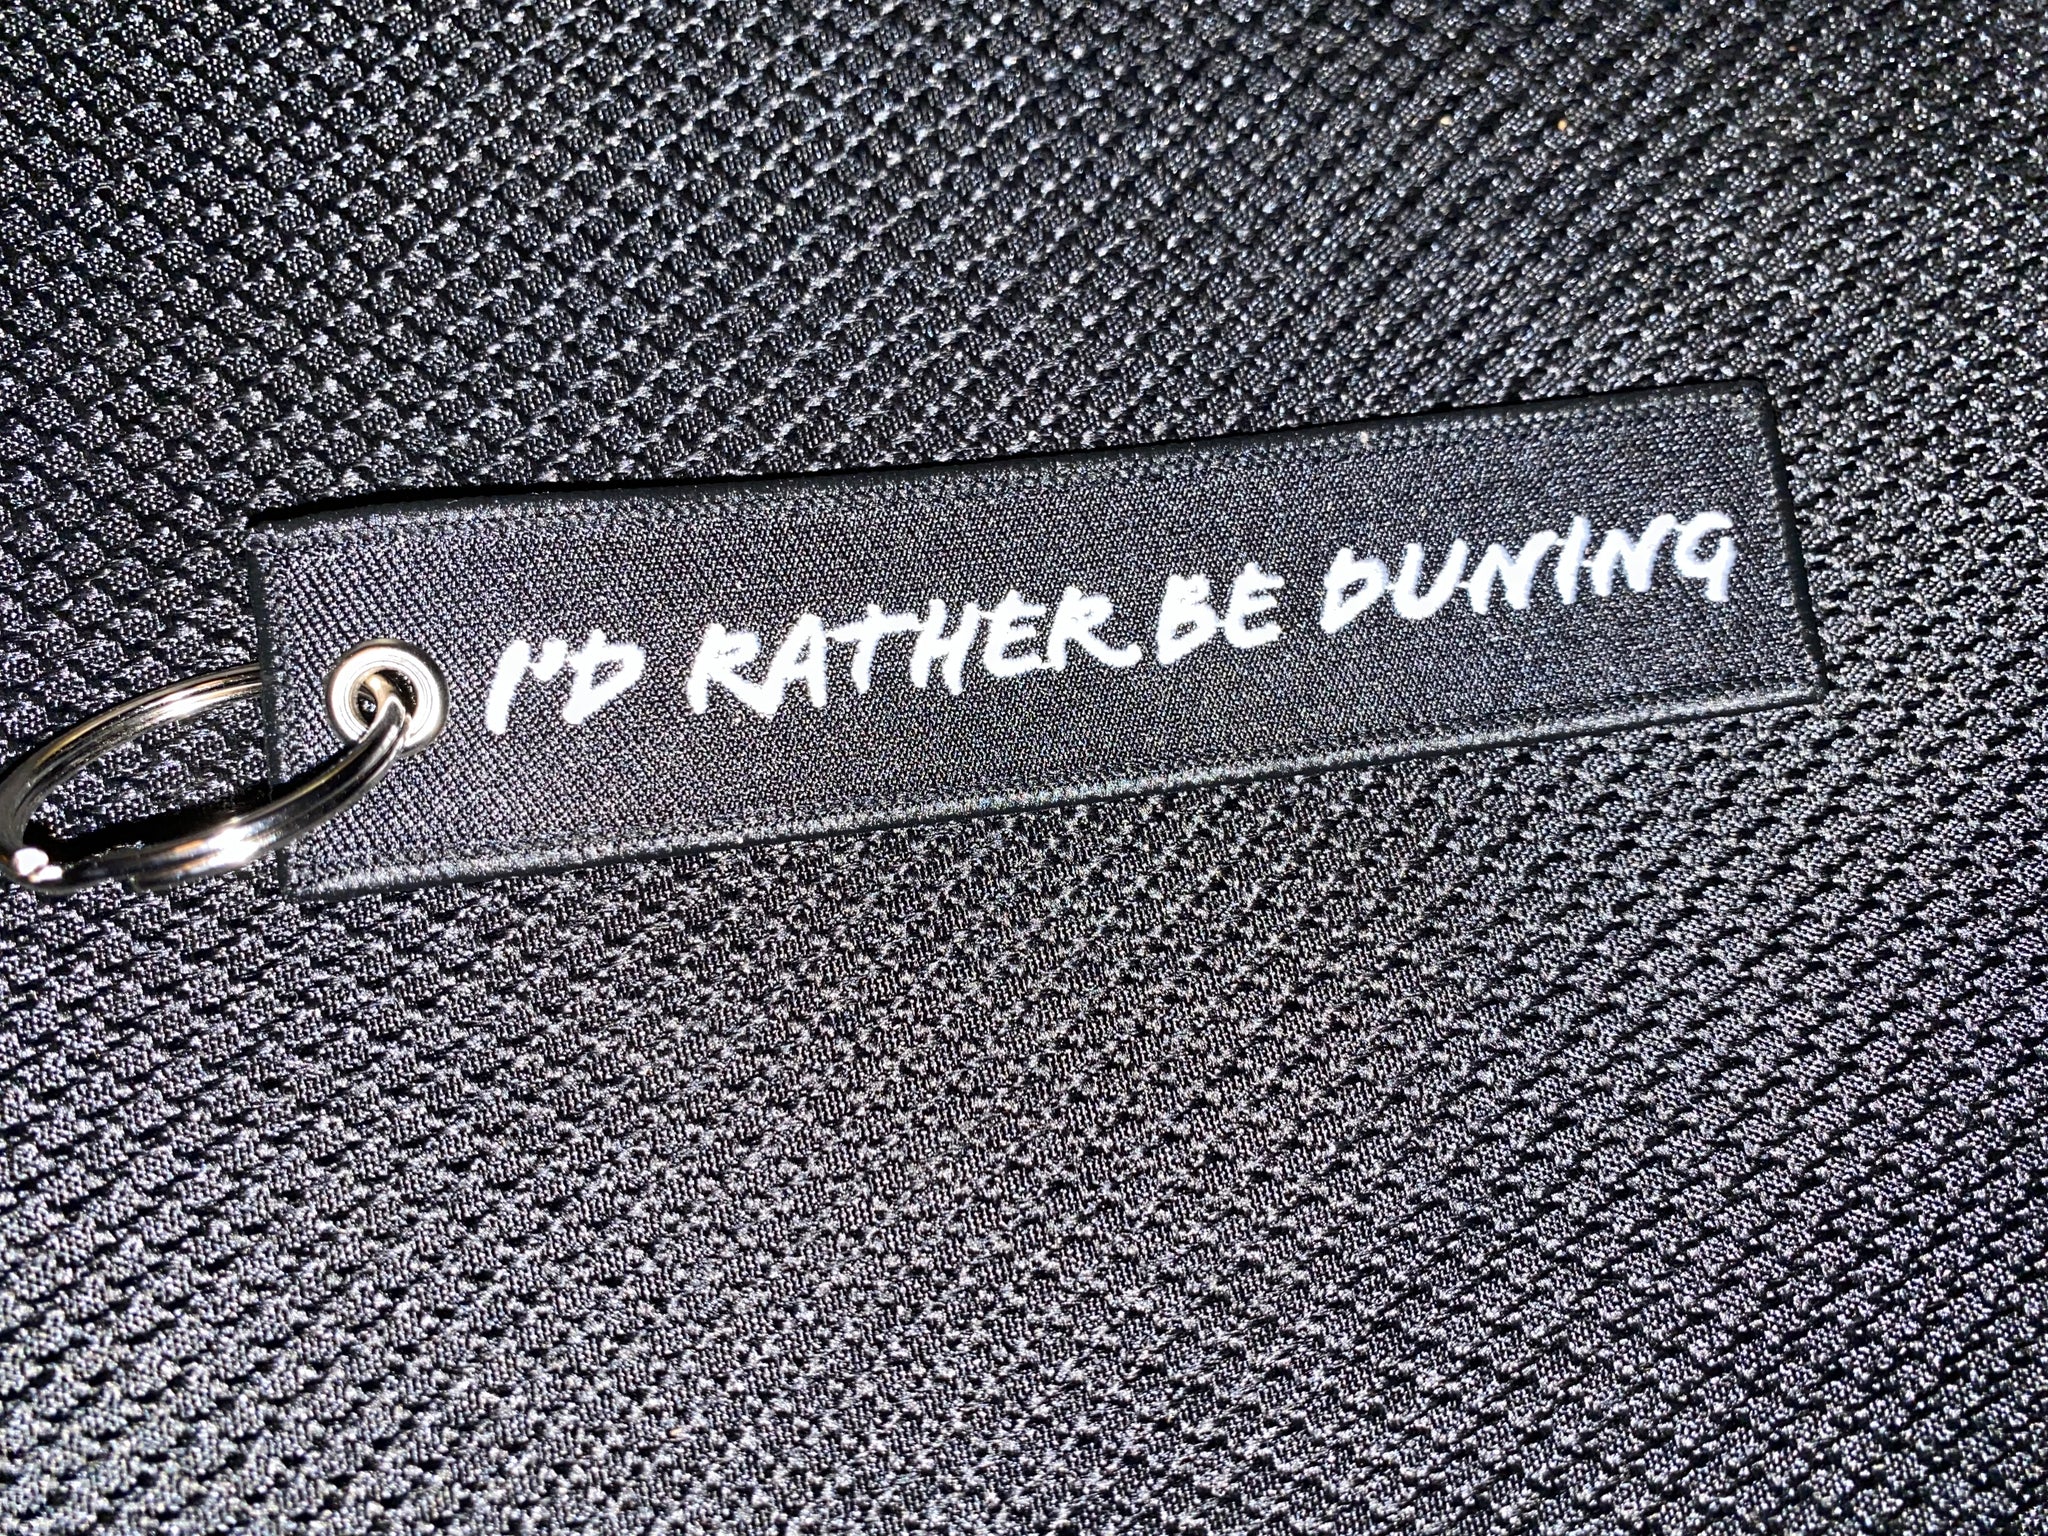 I'D RATHER BE DUNING